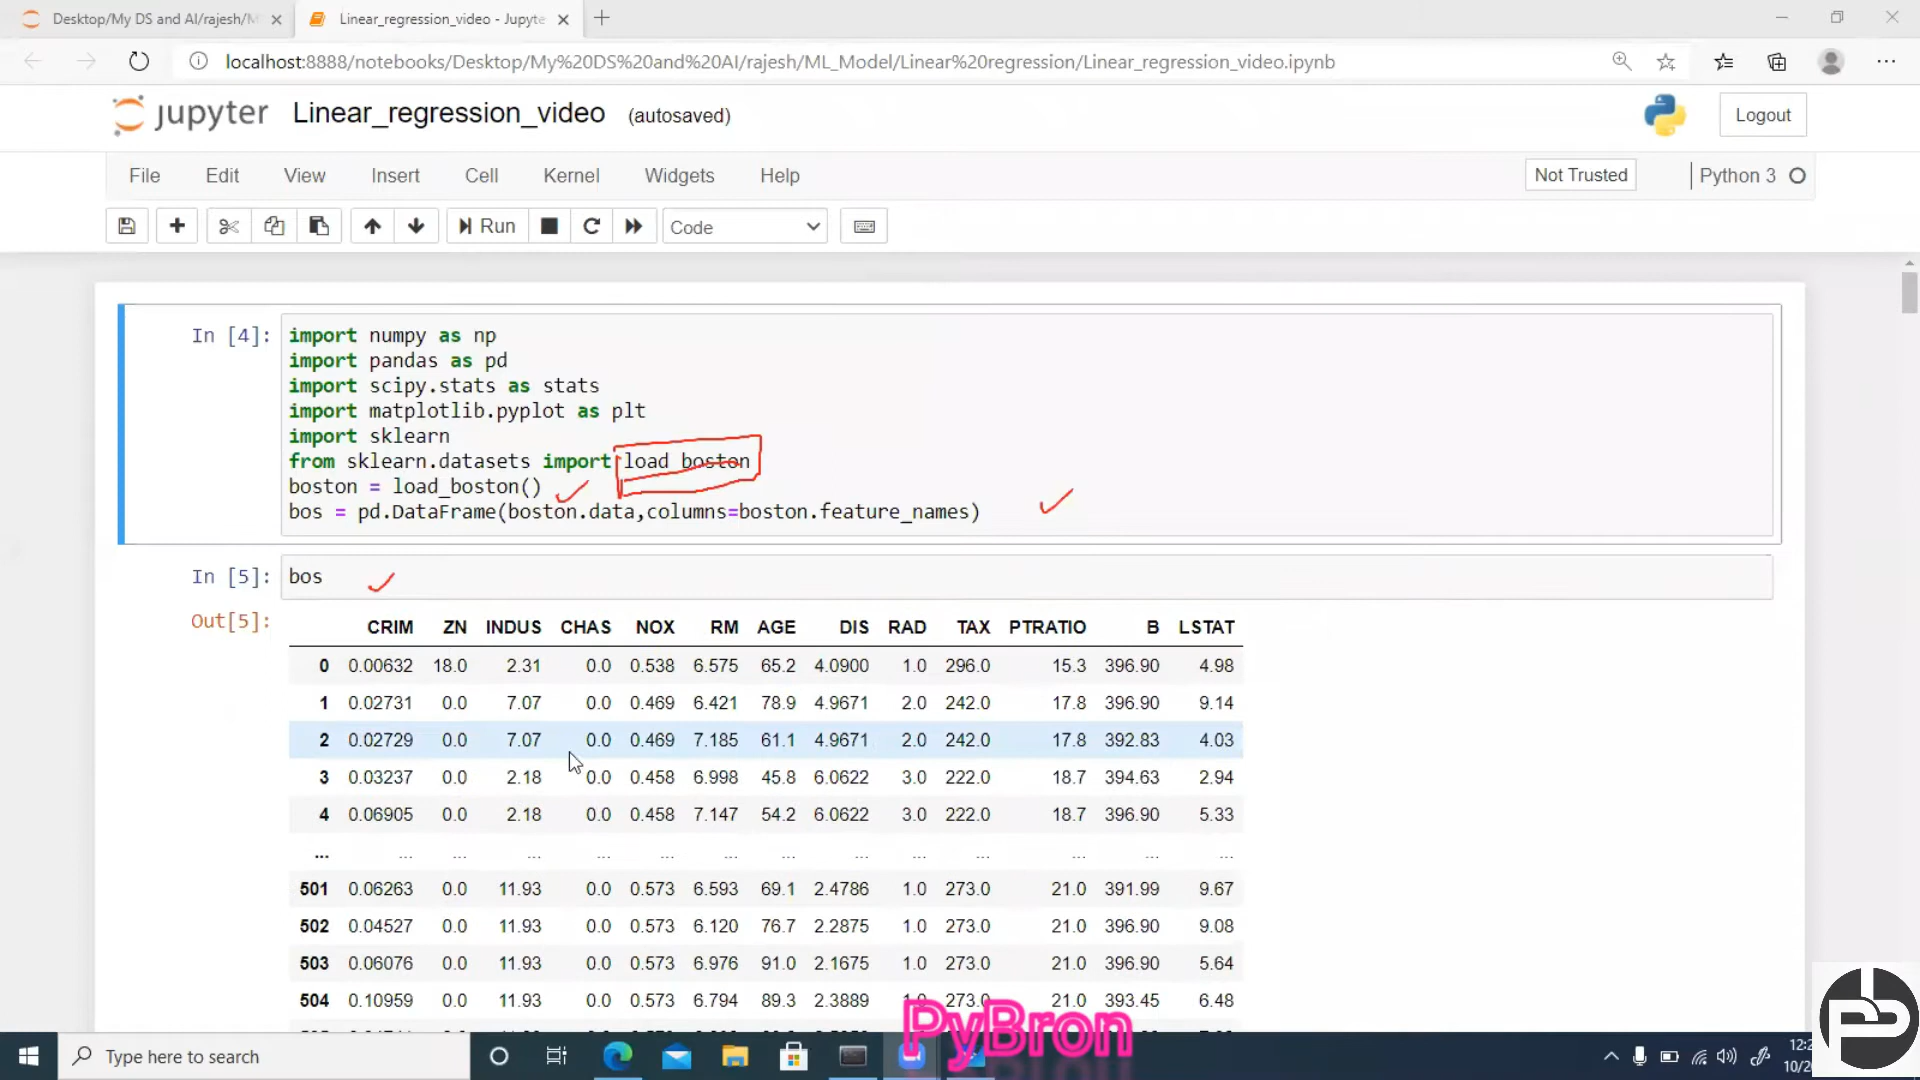 Desktop/My DS and AI/rajesh/M
Linear_regression_video - Jupyte
localhost:8888/notebooks/Desktop/My%20DS%20and%20AI/rajesh/ML_Model/Linear%20regression/Linear_regression_video.ipynb
jupyter Linear_regression_video (autosaved)
Logout
File Edit View Insert Cell Kernel Widgets Help
Not Trusted
Python 3
Run
Code
In [4]:
import numpy as np
import pandas as pd
import scipy.stats as stats
import matplotlib.pyplot as plt
import sklearn
from sklearn.datasets import load_boston
boston = load_boston()
bos = pd.DataFrame(boston.data,columns=boston.feature_names)
In [5]: bos
Out[5]:
CRIM ZN INDUS CHAS NOX RM AGE DIS RAD TAX PTRATIO B LSTAT
0 0.00632 18.0 2.31 0.0 0.538 6.575 65.2 4.0900 1.0 296.0 15.3 396.90 4.98
1 0.02731 0.0 7.07 0.0 0.469 6.421 78.9 4.9671 2.0 242.0 17.8 396.90 9.14
2 0.02729 0.0 7.07 0.0 0.469 7.185 61.1 4.9671 2.0 242.0 17.8 392.83 4.03
3 0.03237 0.0 2.18 0.0 0.458 6.998 45.8 6.0622 3.0 222.0 18.7 394.63 2.94
4 0.06905 0.0 2.18 0.0 0.458 7.147 54.2 6.0622 3.0 222.0 18.7 396.90 5.33
... ... ... ... ... ... ... ... ... ... ... ... ... ...
501 0.06263 0.0 11.93 0.0 0.573 6.593 69.1 2.4786 1.0 273.0 21.0 391.99 9.67
502 0.04527 0.0 11.93 0.0 0.573 6.120 76.7 2.2875 1.0 273.0 21.0 396.90 9.08
503 0.06076 0.0 11.93 0.0 0.573 6.976 91.0 2.1675 1.0 273.0 21.0 396.90 5.64
504 0.10959 0.0 11.93 0.0 0.573 6.794 89.3 2.3889 1.0 273.0 21.0 393.45 6.48
PyBron
Type here to search